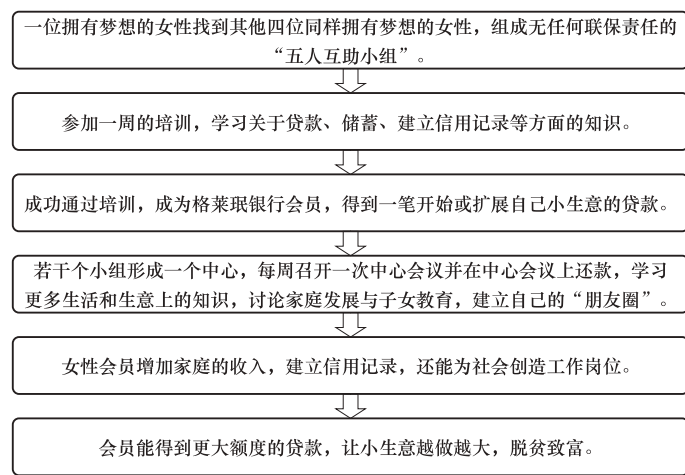 一位拥有梦想的女性找到其他四位同样拥有梦想的女性，组成无任何联保责任的
“五人互助小组”。
参加一周的培训，学习关于贷款、储蓄、建立信用记录等方面的知识。
成功通过培训，成为格莱珉银行会员，得到一笔开始或扩展自己小生意的贷款。
若干个小组形成一个中心，每周召开一次中心会议并在中心会议上还款，学习
更多生活和生意上的知识，讨论家庭发展与子女教育，建立自己的“朋友圈”。
女性会员增加家庭的收入，建立信用记录，还能为社会创造工作岗位。
会员能得到更大额度的贷款，让小生意越做越大，脱贫致富。